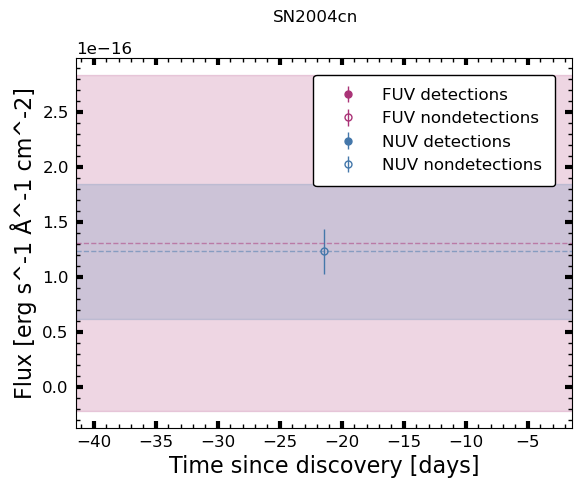 SN2004cn
1e−16
Flux [erg s^-1 Å^-1 cm^-2]
2.5
2.0
1.5
1.0
0.5
0.0
FUV detections
FUV nondetections
NUV detections
NUV nondetections
−40 −35 −30 −25 −20 −15 −10 −5
Time since discovery [days]